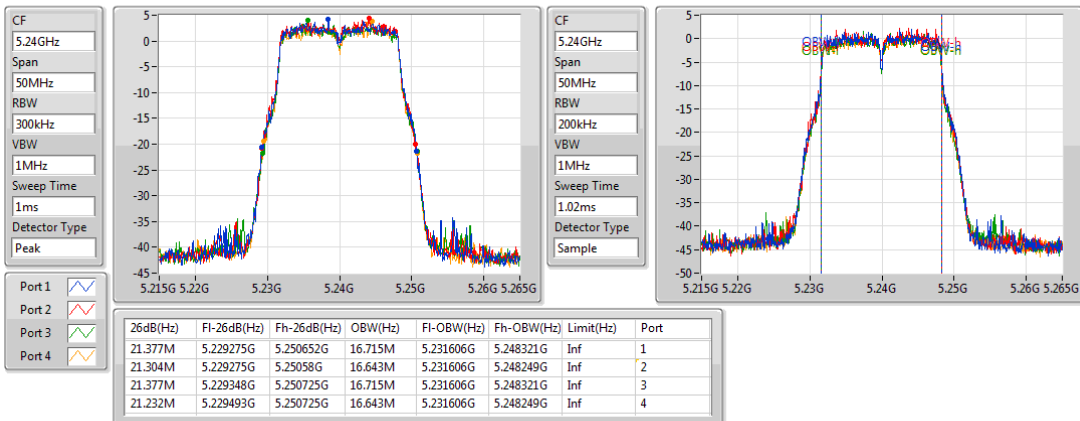 CF
5.24GHz
Span
50MHz
RBW
300kHz
VBW
1MHz
Sweep Time
1ms
Detector Type
Peak
5
0
-5
-10
-15
-20
-25
-30
-35
-40
-45
5.215G 5.22G 5.23G 5.24G 5.25G 5.26G 5.265G
CF
5.24GHz
Span
50MHz
RBW
200kHz
VBW
1MHz
Sweep Time
1.02ms
Detector Type
Sample
5
0
-5
-10
-15
-20
-25
-30
-35
-40
-45
-50
5.215G 5.22G 5.23G 5.24G 5.25G 5.26G 5.265G
Port 1
Port 2
Port 3
Port 4
26dB(Hz) Fl-26dB(Hz) Fh-26dB(Hz) OBW(Hz) Fl-OBW(Hz) Fh-OBW(Hz) Limit(Hz) Port
21.377M 5.229275G 5.250652G 16.715M 5.231606G 5.248321G Inf 1
21.304M 5.229275G 5.25058G 16.643M 5.231606G 5.248249G Inf 2
21.377M 5.229348G 5.250725G 16.715M 5.231606G 5.248321G Inf 3
21.232M 5.229493G 5.250725G 16.643M 5.231606G 5.248249G Inf 4